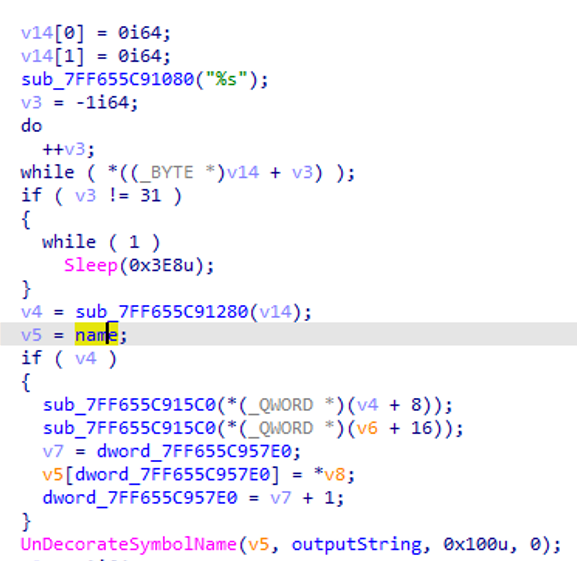 v14[0] = 0i64;
v14[1] = 0i64;
sub_7FF655C91080("%s");
v3 = -1i64;
do
++v3;
while ( *((_BYTE *)v14 + v3) );
if ( v3 != 31 )
{
while ( 1 )
Sleep(0x3E8u);
}
v4 = sub_7FF655C91280(v14);
v5 = name;
if ( v4 )
{
sub_7FF655C915C0(*(_QWORD *)(v4 + 8));
sub_7FF655C915C0(*(_QWORD *)(v6 + 16));
v7 = dword_7FF655C957E0;
v5[dword_7FF655C957E0] = *v8;
dword_7FF655C957E0 = v7 + 1;
}
UnDecorateSymbolName(v5, outputString, 0x100u, 0);